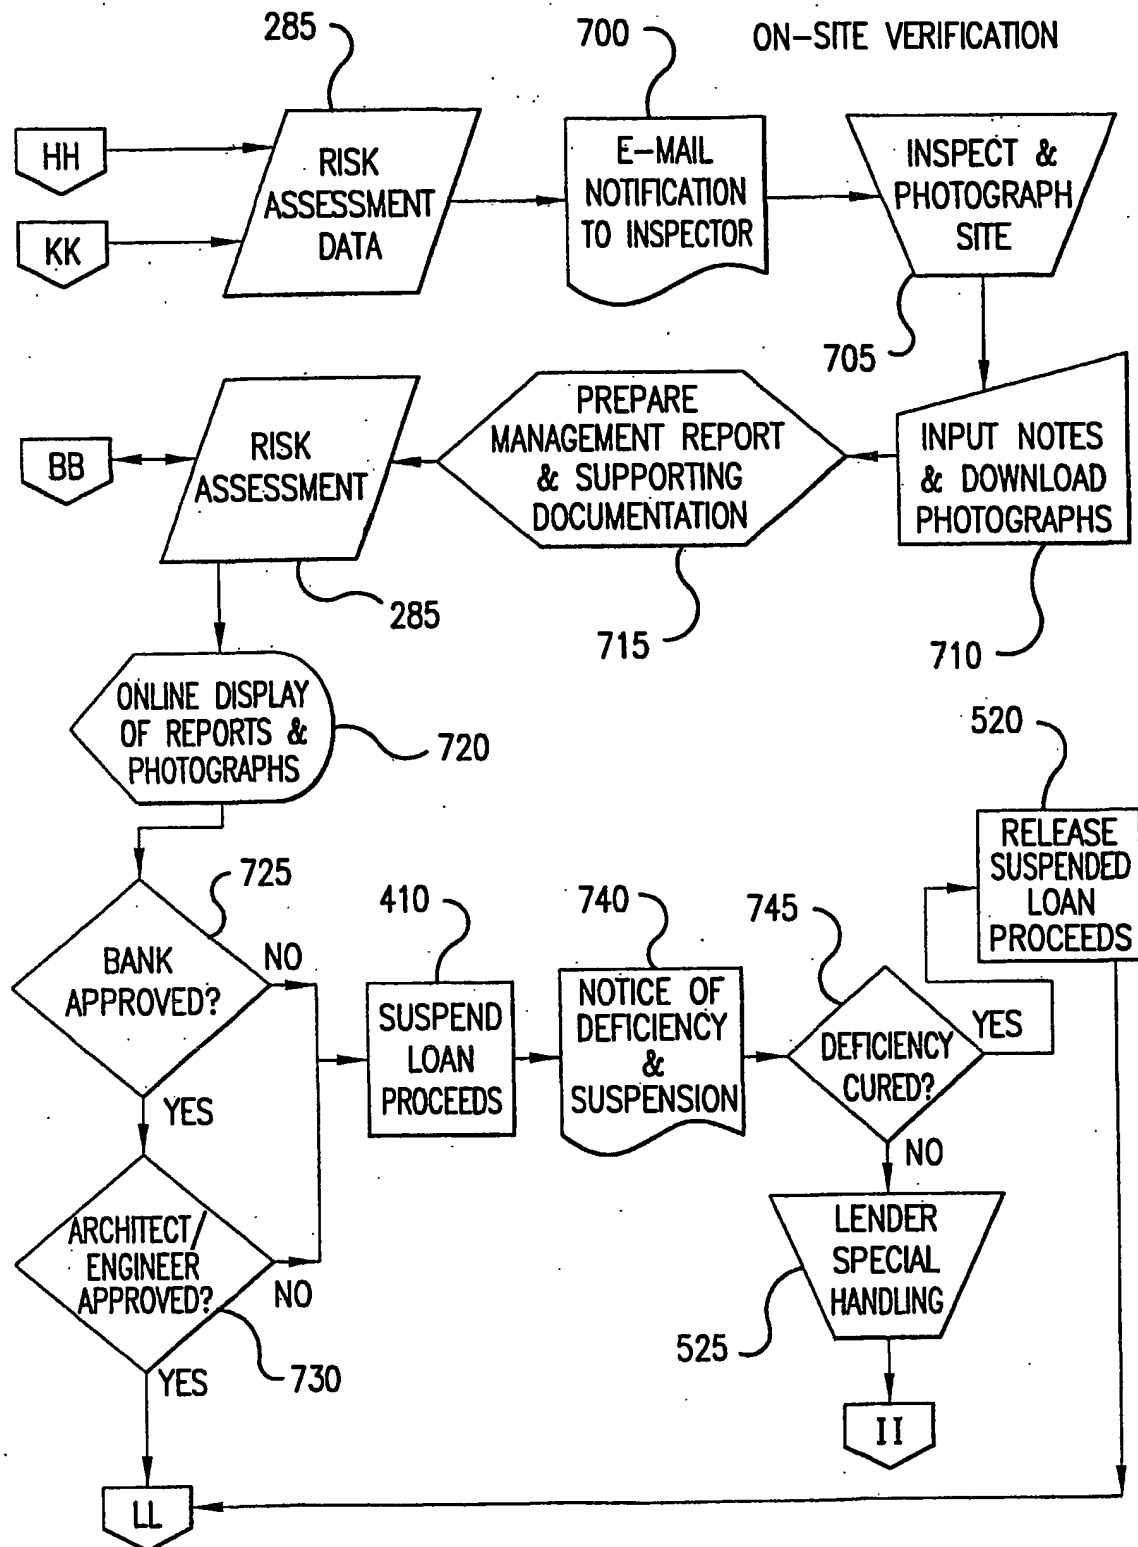 285
700
ON-SITE VERIFICATION
HH
KK
RISK
ASSESSMENT
DATA
E-MAIL
NOTIFICATION
TO INSPECTOR
INSPECT &
PHOTOGRAPH
SITE
705
BB
RISK
ASSESSMENT
285
PREPARE
MANAGEMENT REPORT
& SUPPORTING
DOCUMENTATION
715
INPUT NOTES
& DOWNLOAD
PHOTOGRAPHS
710
ONLINE DISPLAY
OF REPORTS &
PHOTOGRAPHS
720
520
RELEASE
SUSPENDED
LOAN
PROCEEDS
725
BANK
APPROVED?
NO
YES
410
SUSPEND
LOAN
PROCEEDS
740
NOTICE OF
DEFICIENCY
&
SUSPENSION
745
DEFICIENCY
CURED?
YES
NO
ARCHITECT/
ENGINEER
APPROVED?
NO
730
YES
LENDER
SPECIAL
HANDLING
525
II
LL